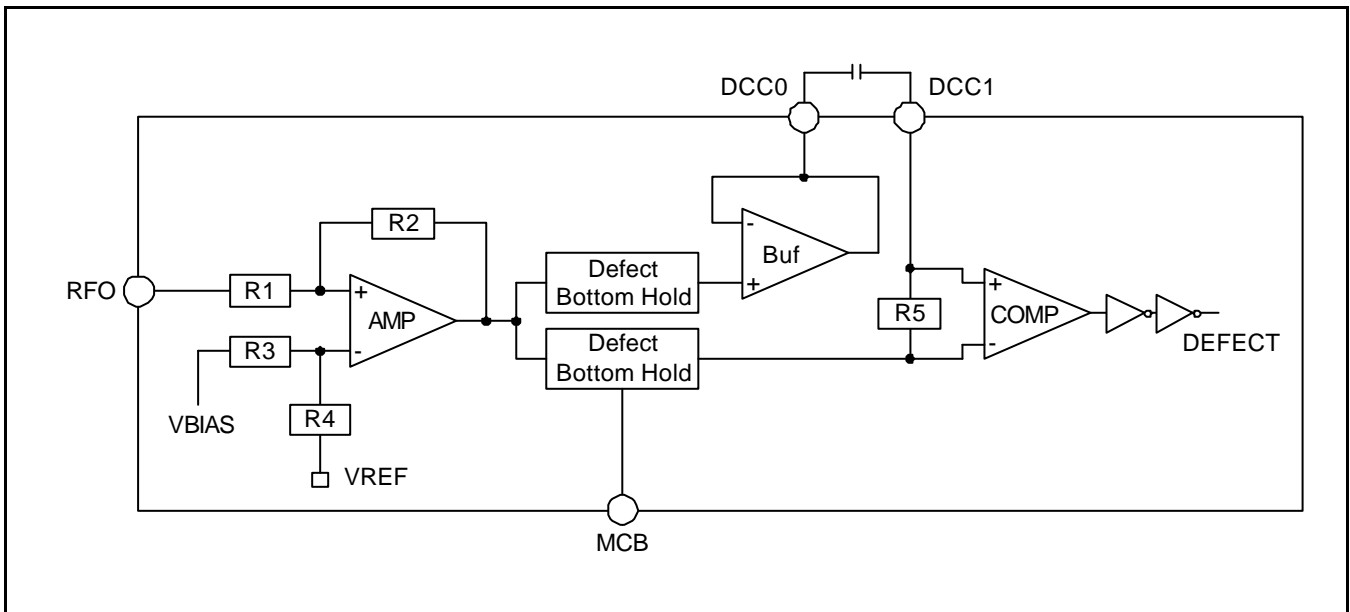 DCC0
DCC1
R2
-
Buf
+
Defect
Bottom Hold
RFO
R1
+
AMP
-
R3
R5
+
COMP
-
DEFECT
Defect
Bottom Hold
VBIAS
R4
VREF
MCB